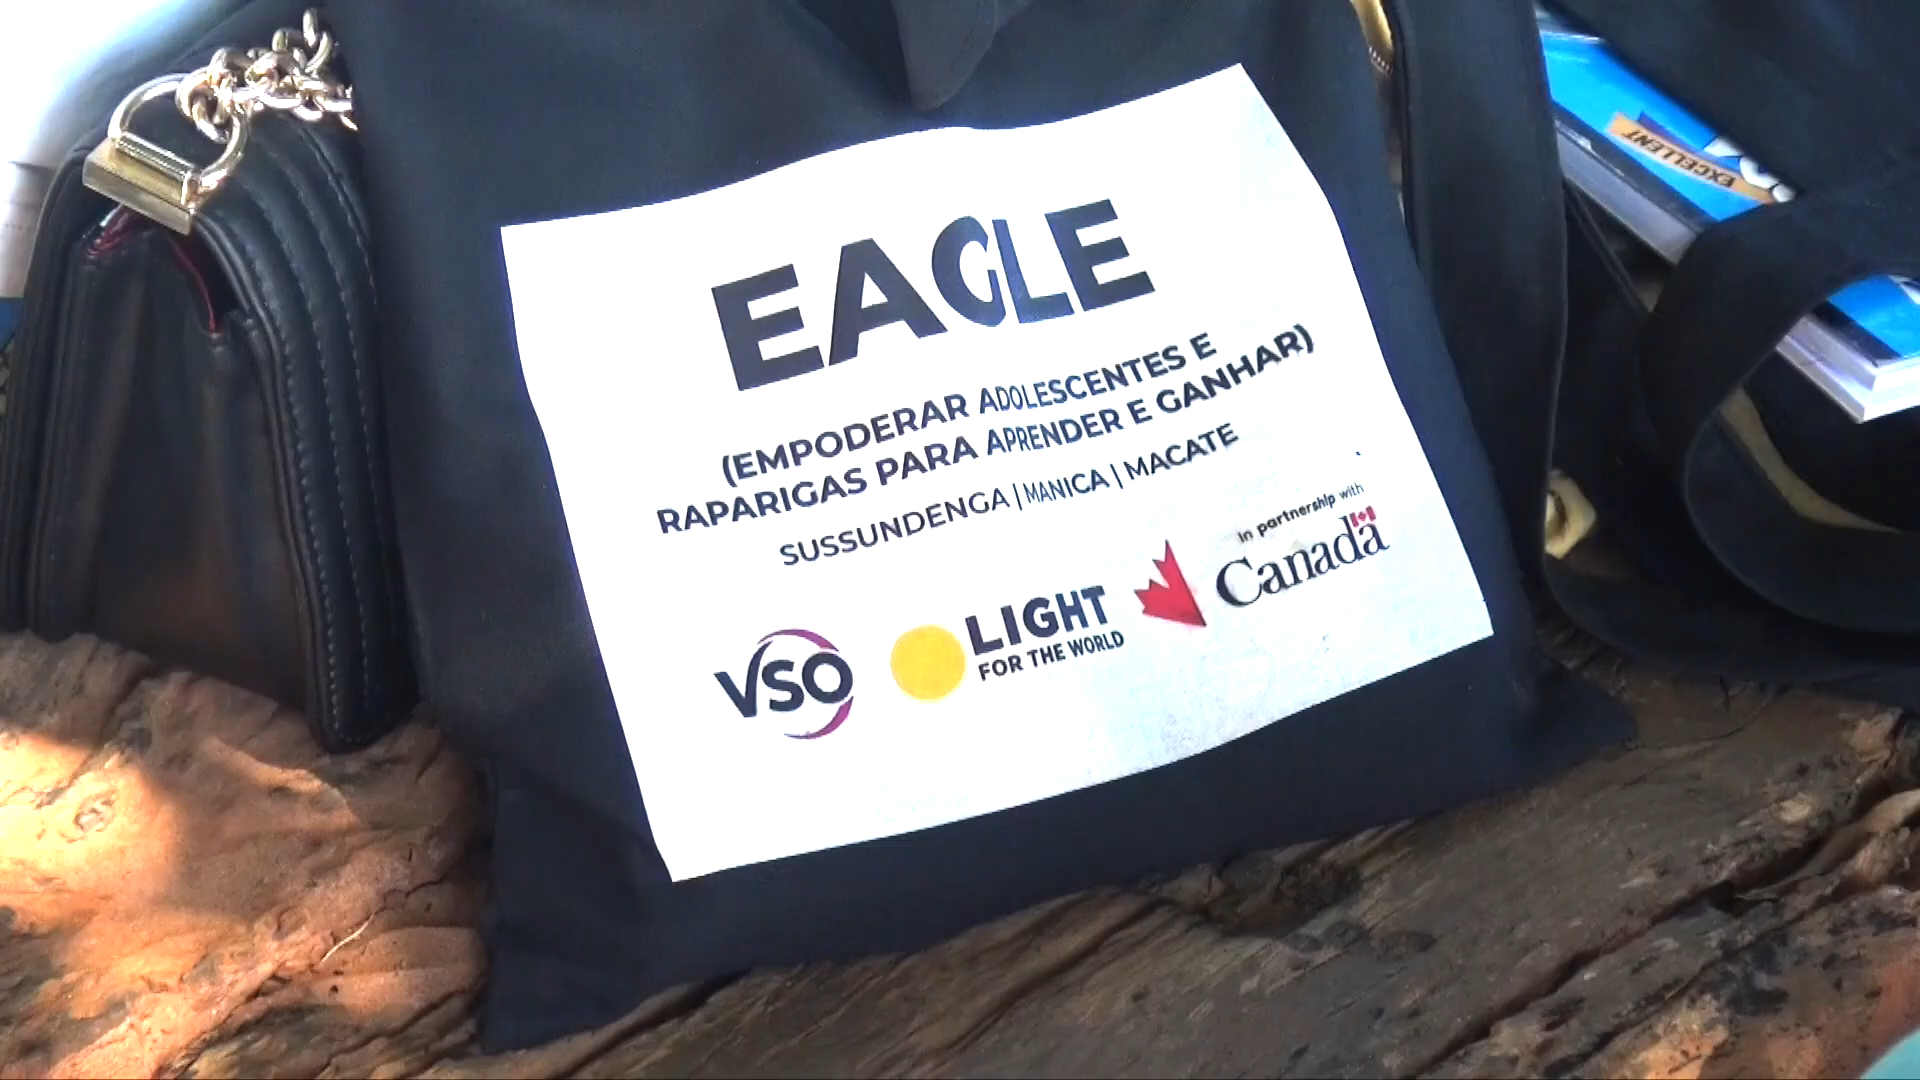 EAGLE
(EMPODERAR ADOLESCENTES E
RAPARIGAS PARA APRENDER E GANHAR)
SUSSUNDENGA | MANICA | MACATE
In partnership with
Canada
VSO
LIGHT
FOR THE WORLD
EXCELLENT